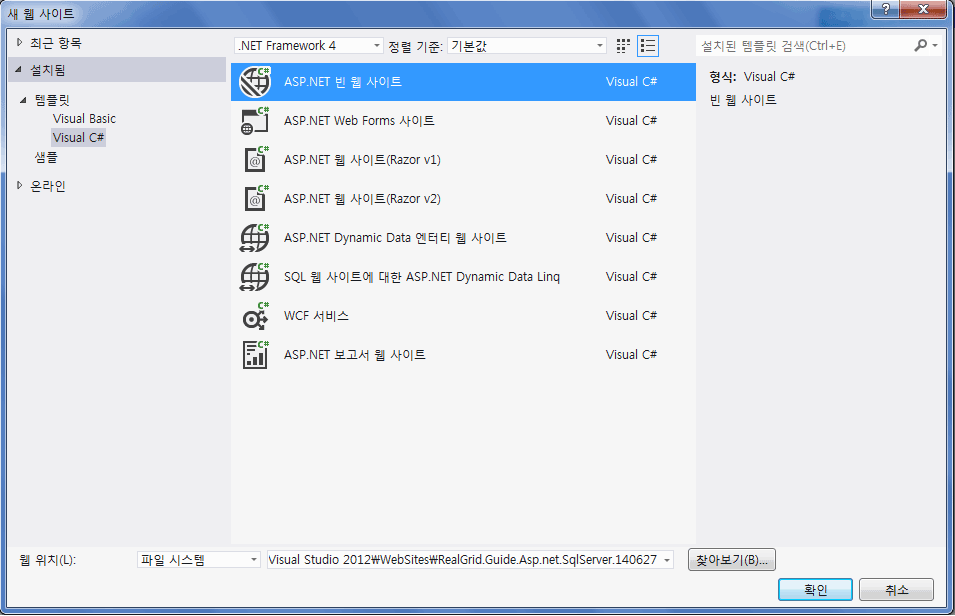 새 웹 사이트
?
최근 항목
설치됨
템플릿
Visual Basic
Visual C#
샘플
온라인
.NET Framework 4 정렬 기준: 기본값
설치된 템플릿 검색(Ctrl+E)
C# ASP.NET 빈 웹 사이트 Visual C#
C# ASP.NET Web Forms 사이트 Visual C#
C# @ ASP.NET 웹 사이트(Razor v1) Visual C#
C# @ ASP.NET 웹 사이트(Razor v2) Visual C#
C# ASP.NET Dynamic Data 엔터티 웹 사이트 Visual C#
C# SQL 웹 사이트에 대한 ASP.NET Dynamic Data Linq Visual C#
C# WCF 서비스 Visual C#
C# ASP.NET 보고서 웹 사이트 Visual C#
형식: Visual C#
빈 웹 사이트
웹 위치(L): 파일 시스템 Visual Studio 2012₩WebSites₩RealGrid.Guide.Asp.net.SqlServer.140627 찾아보기(B)...
확인 취소